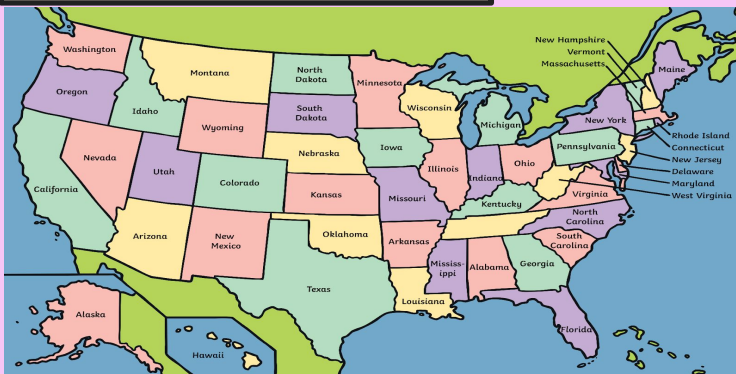 New Hampshire
Vermont
Massachusetts
Washington
Maine
Montana
North
Dakota
Minnesota
Oregon
Idaho
South
Dakota
Wisconsin
Michigan
New York
Wyoming
Rhode Island
Connecticut
Pennsylvania
New Jersey
Nebraska
Iowa
Nevada
Utah
Illinois
Indiana
Ohio
Delaware
Maryland
West Virginia
California
Colorado
Kansas
Missouri
Kentucky
Virginia
North
Carolina
Arizona
New
Mexico
Oklahoma
Arkansas
South
Carolina
Mississ-
ippi
Alabama
Georgia
Texas
Louisiana
Alaska
Hawaii
Florida